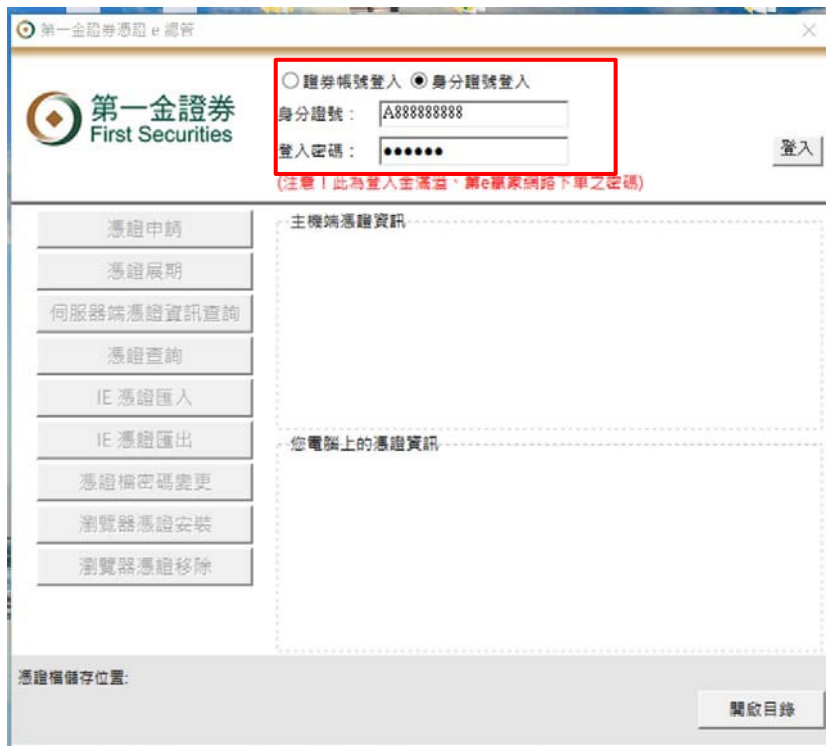 第一金證券憑證 e 總管
第一金證券
First Securities
證券帳號登入 身分證號登入
身分證號： A888888888
登入密碼： ●●●●●●
登入
(注意！此為登入金滿溢、第e贏家網路下單之密碼)
憑證申請
憑證展期
伺服器端憑證資訊查詢
憑證查詢
IE 憑證匯入
IE 憑證匯出
憑證檔密碼變更
瀏覽器憑證安裝
瀏覽器憑證移除
主機端憑證資訊
您電腦上的憑證資訊
憑證檔儲存位置:
開啟目錄